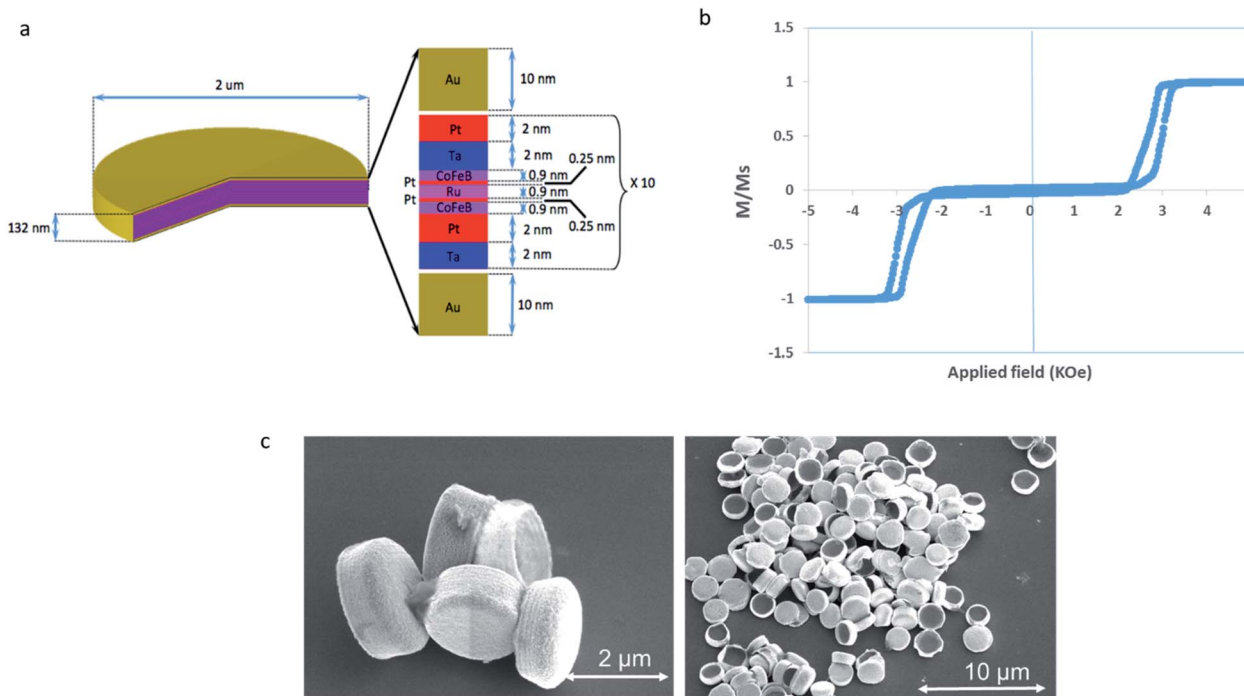 a
2 um
132 nm
Au
10 nm
Pt
2 nm
Ta
2 nm
CoFeB
0.9 nm
0.25 nm
Pt
Ru
0.9 nm
X 10
Pt
CoFeB
0.9 nm
0.25 nm
Pt
2 nm
Ta
2 nm
Au
10 nm
b
1.5
1
0.5
0
-0.5
-1
-1.5
-5 -4 -3 -2 -1 0 1 2 3 4
M/Ms
Applied field (KOe)
c
2 μm
10 μm